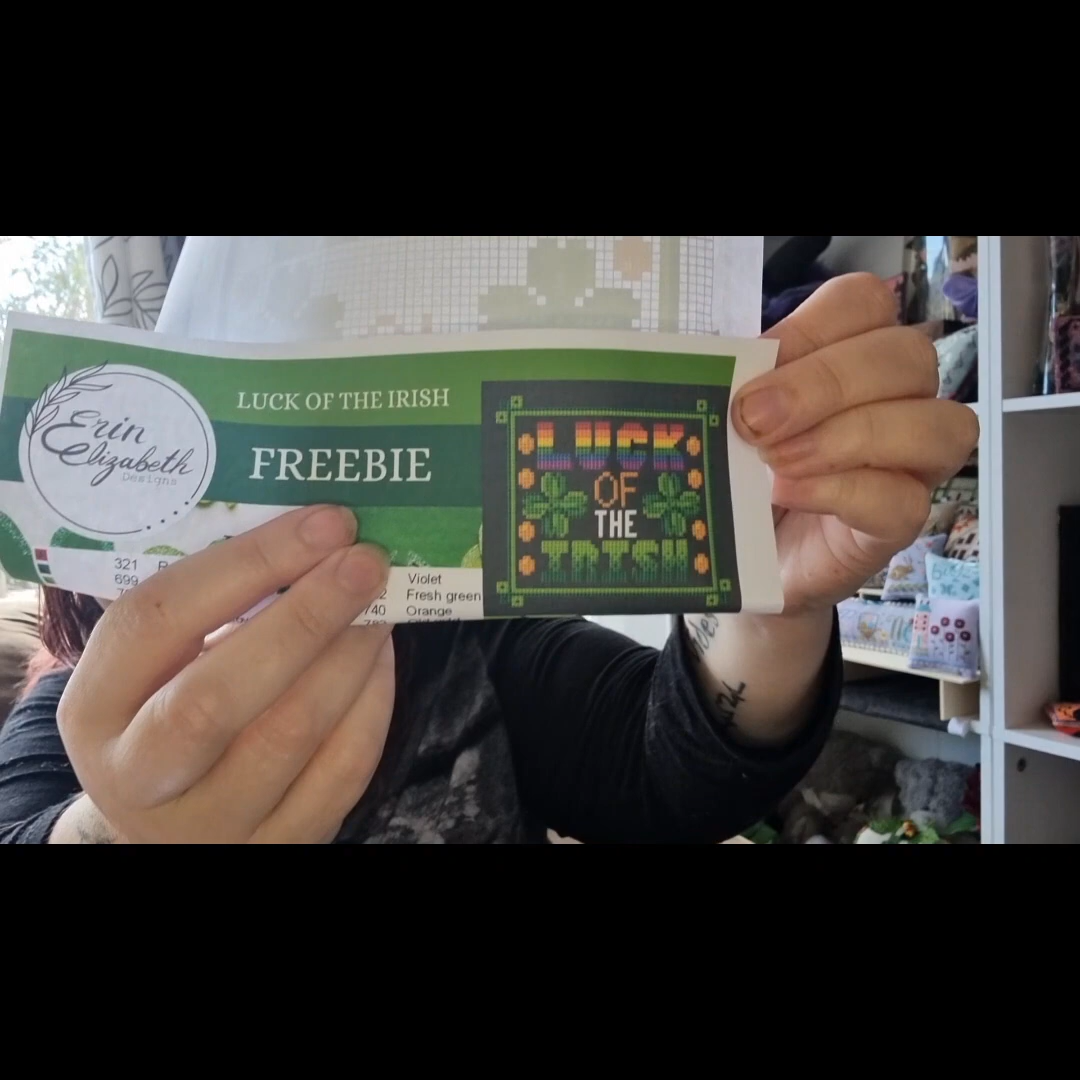 Erin
Elizabeth
Designs
LUCK OF THE IRISH
FREEBIE
LUCK
OF
THE
IRISH
321
699
Violet
Fresh green
740 Orange